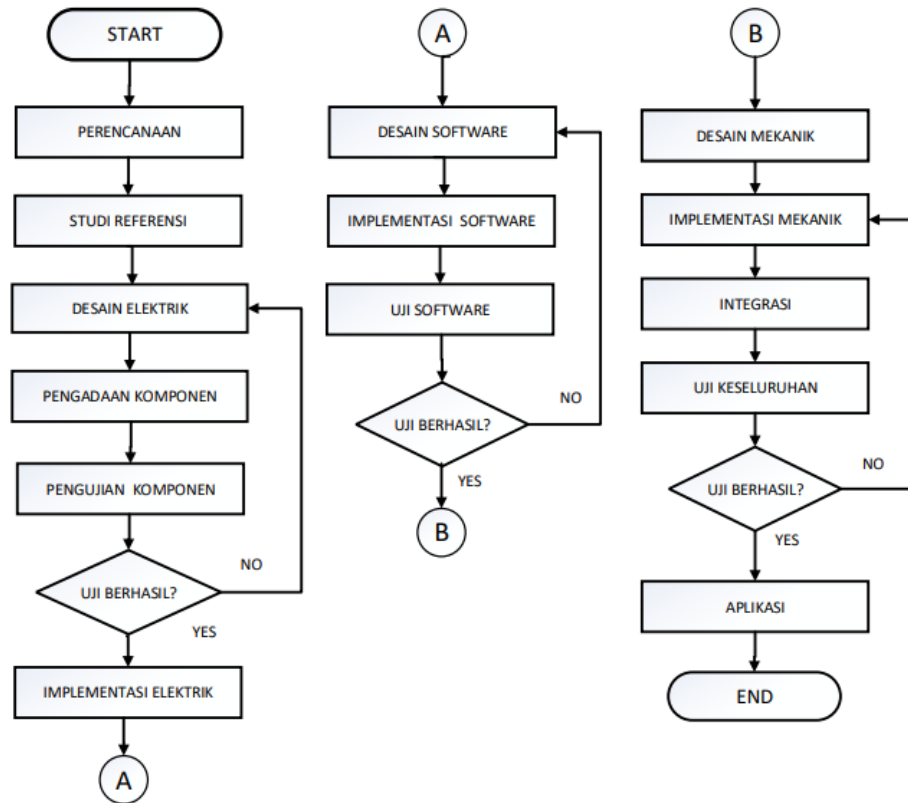 START
PERENCANAAN
STUDI REFERENSI
DESAIN ELEKTRIK
PENGADAAN KOMPONEN
PENGUJIAN KOMPONEN
UJI BERHASIL?
NO
YES
IMPLEMENTASI ELEKTRIK
A
A
DESAIN SOFTWARE
IMPLEMENTASI SOFTWARE
UJI SOFTWARE
UJI BERHASIL?
NO
YES
B
B
DESAIN MEKANIK
IMPLEMENTASI MEKANIK
INTEGRASI
UJI KESELURUHAN
UJI BERHASIL?
NO
YES
APLIKASI
END